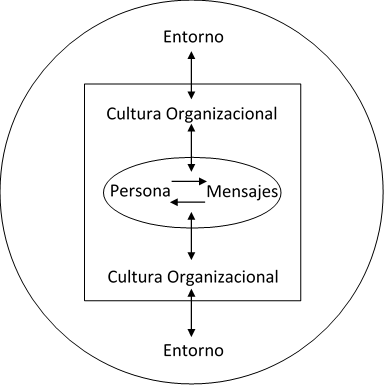 Entorno
Cultura Organizacional
Persona Mensajes
Cultura Organizacional
Entorno